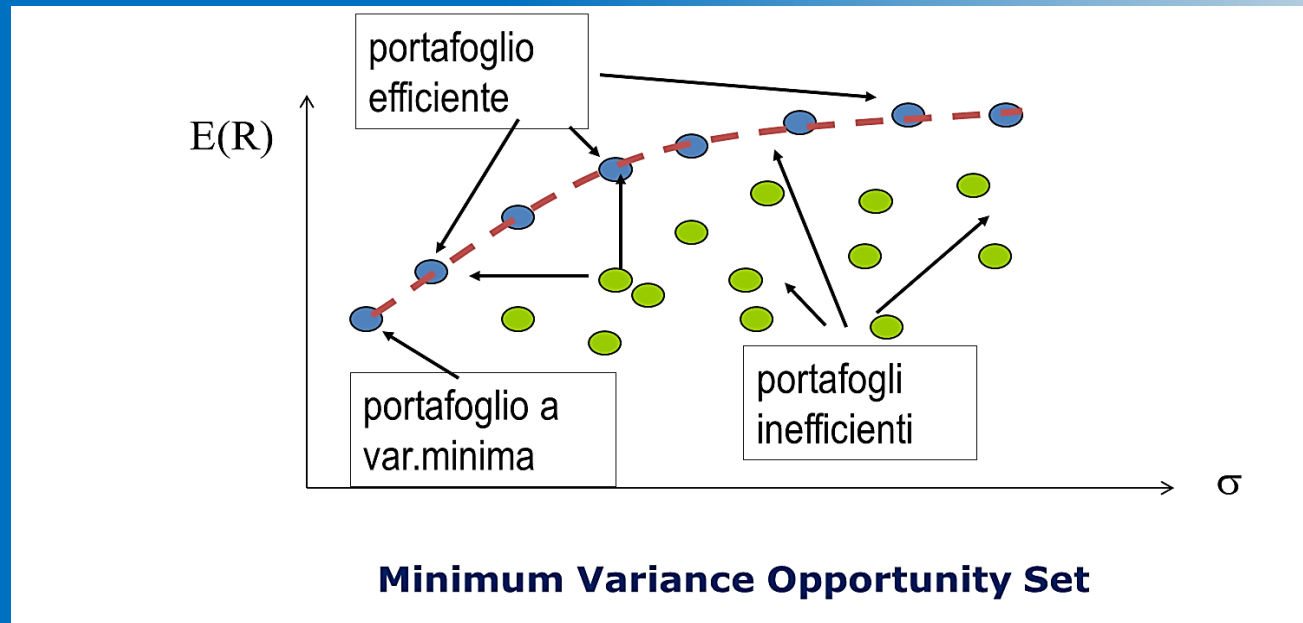 portafoglio
efficiente
E(R)
portafoglio a
var.minima
portafogli
inefficienti
σ
Minimum Variance Opportunity Set